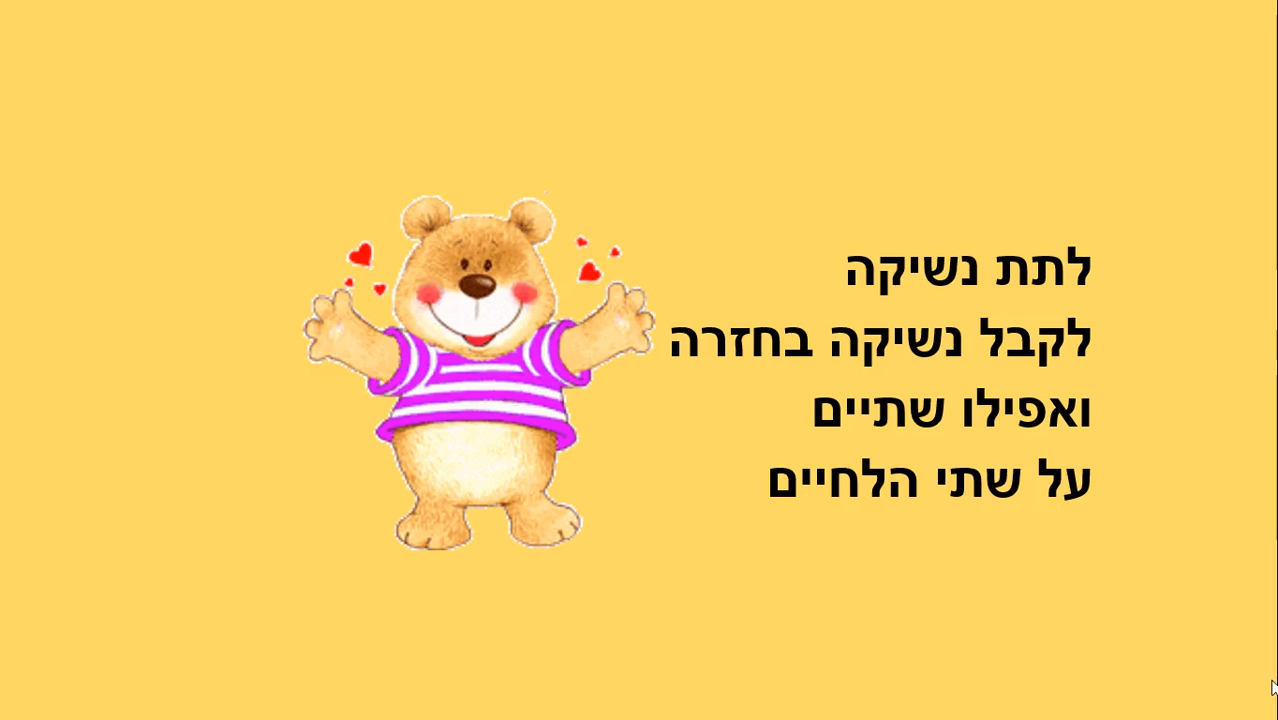 לתת נשיקה
לקבל נשיקה בחזרה
ואפילו שתיים
על שתי הלחיים